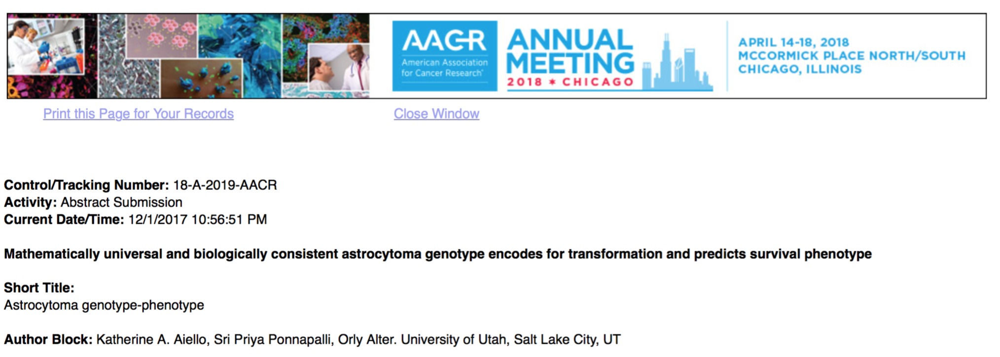 AACR
American Association
for Cancer Research®
ANNUAL
MEETING
2018 * CHICAGO
APRIL 14-18, 2018
MCCORMICK PLACE NORTH/SOUTH
CHICAGO, ILLINOIS
Print this Page for Your Records
Close Window
Control/Tracking Number: 18-A-2019-AACR
Activity: Abstract Submission
Current Date/Time: 12/1/2017 10:56:51 PM
Mathematically universal and biologically consistent astrocytoma genotype encodes for transformation and predicts survival phenotype
Short Title:
Astrocytoma genotype-phenotype
Author Block: Katherine A. Aiello, Sri Priya Ponnapalli, Orly Alter. University of Utah, Salt Lake City, UT